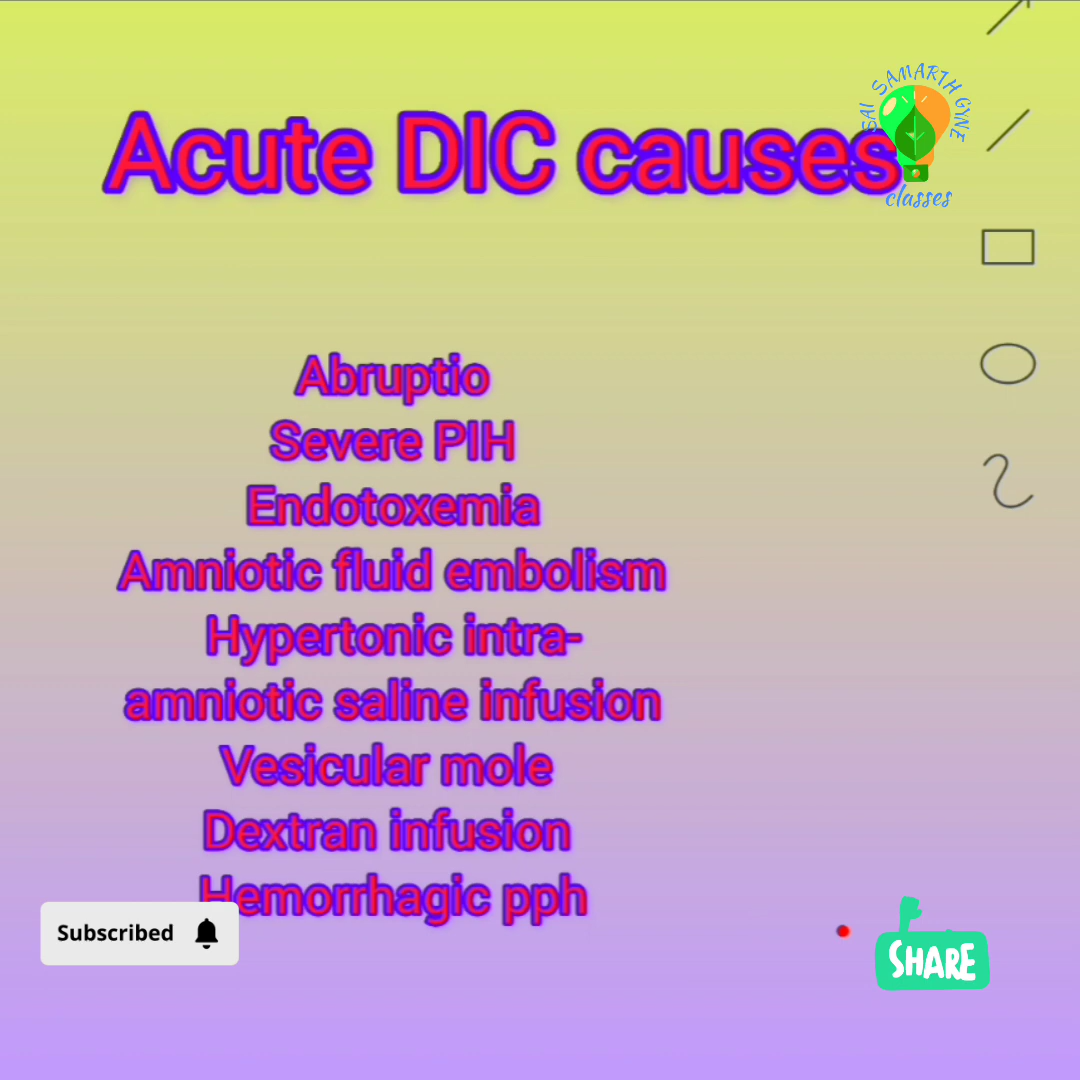 SAI SAMARTH GYNE
classes
Acute DIC causes
Abruptio
Severe PIH
Endotoxemia
Amniotic fluid embolism
Hypertonic intra-
amniotic saline infusion
Vesicular mole
Dextran infusion
Hemorrhagic pph
Subscribed
SHARE